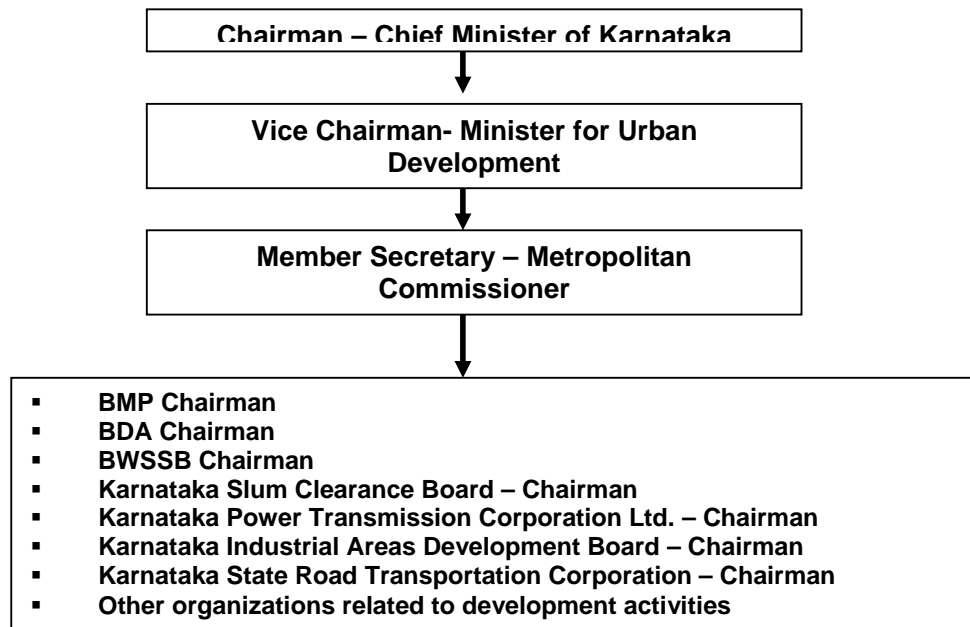 Chairman – Chief Minister of Karnataka
Vice Chairman- Minister for Urban
Development
Member Secretary – Metropolitan
Commissioner
▪ BMP Chairman
▪ BDA Chairman
▪ BWSSB Chairman
▪ Karnataka Slum Clearance Board – Chairman
▪ Karnataka Power Transmission Corporation Ltd. – Chairman
▪ Karnataka Industrial Areas Development Board – Chairman
▪ Karnataka State Road Transportation Corporation – Chairman
▪ Other organizations related to development activities